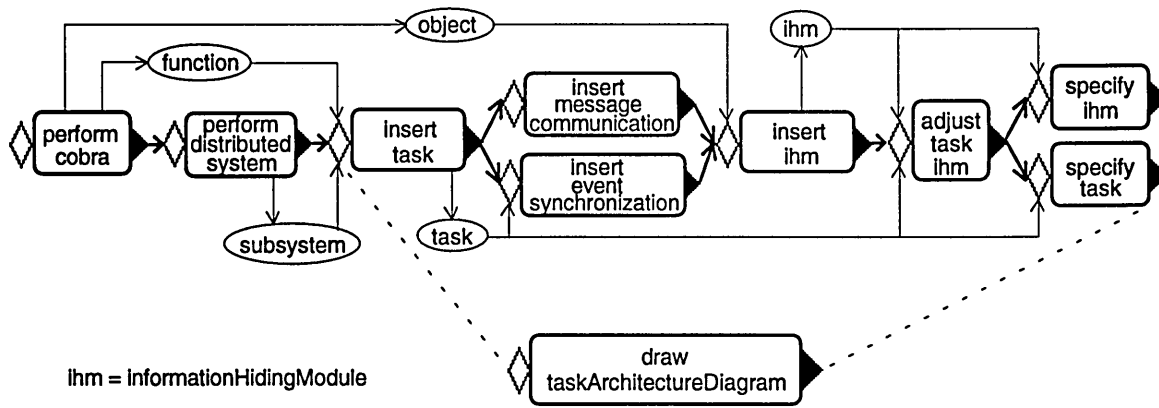 object
ihm
function
perform
cobra
perform
distributed
system
insert
task
insert
message
communication
insert
event
synchronization
insert
ihm
adjust
task
ihm
specify
ihm
specify
task
subsystem
task
draw
taskArchitectureDiagram
ihm = informationHidingModule